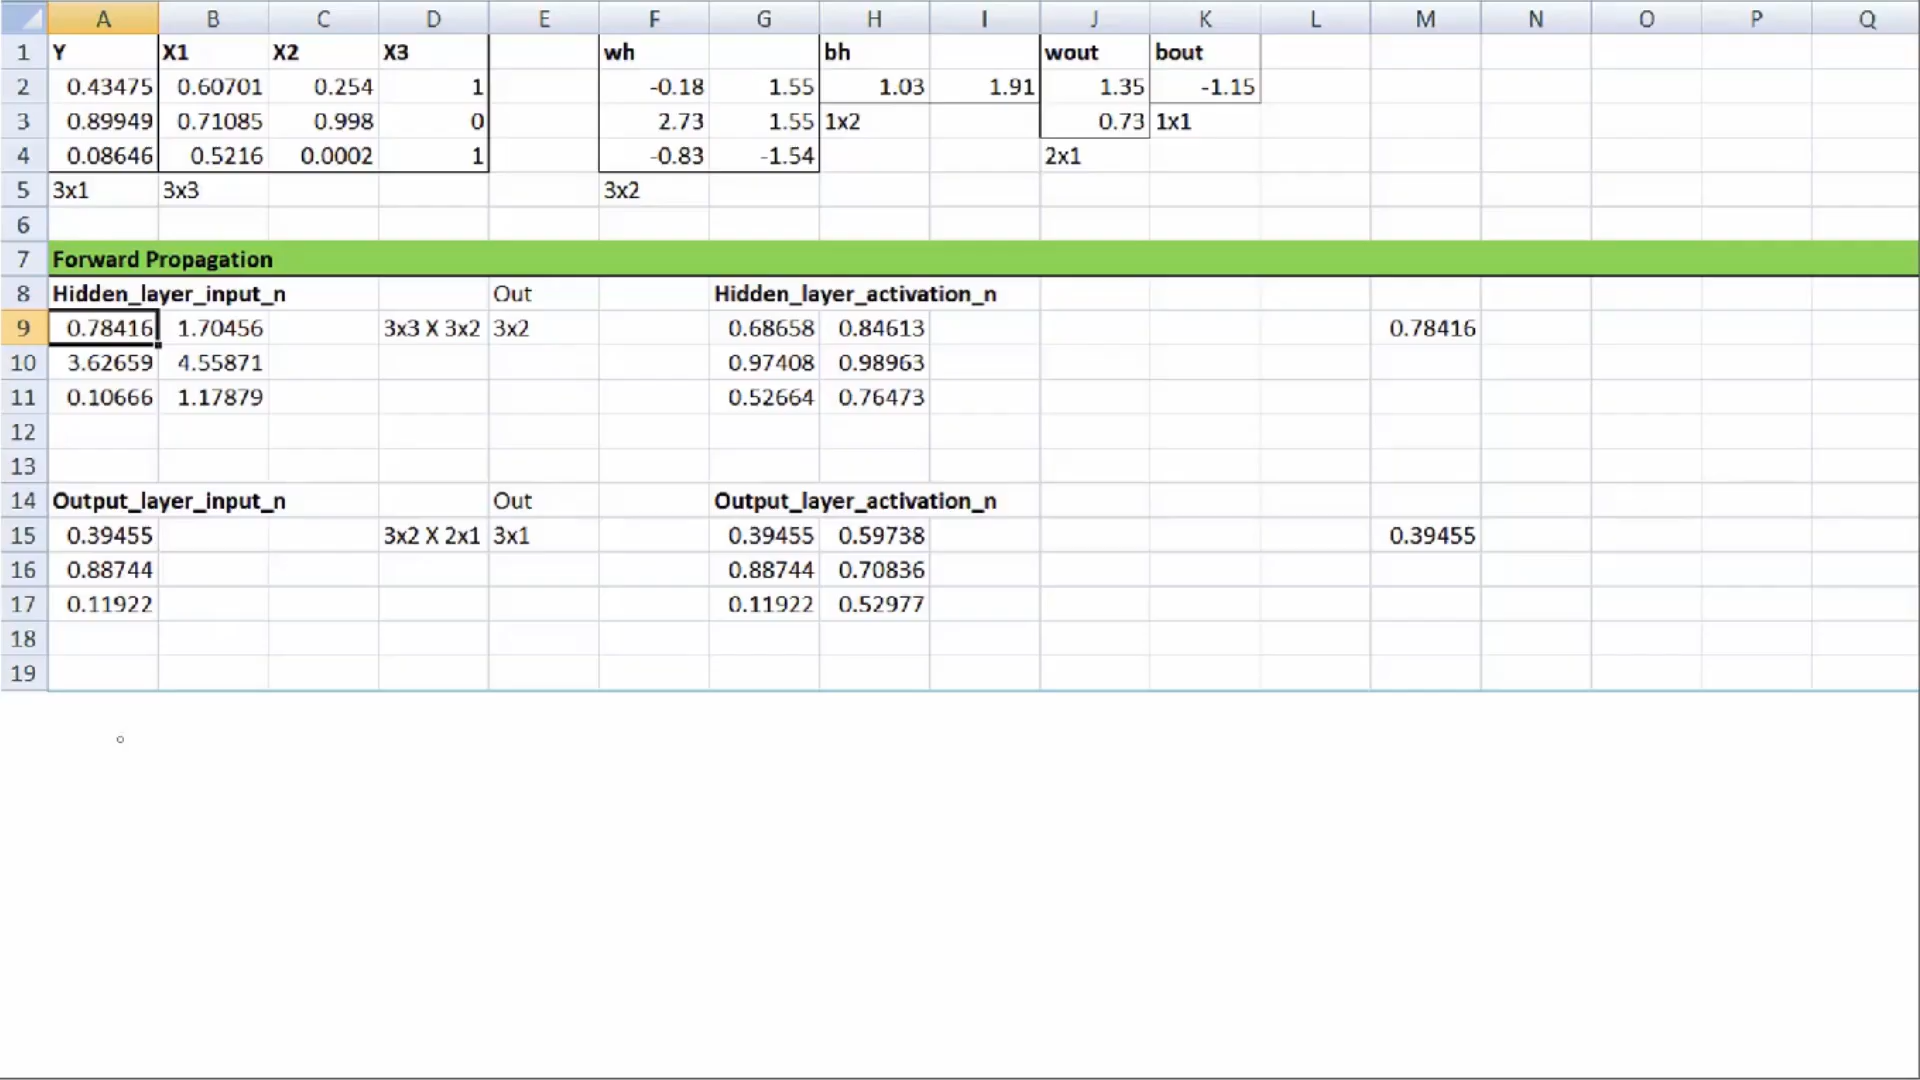 A B C D E F G H I J K L M N O P Q
1 Y X1 X2 X3 wh bh wout bout
2 0.43475 0.60701 0.254 1 -0.18 1.55 1.03 1.91 1.35 -1.15
3 0.89949 0.71085 0.998 0 2.73 1.55 1x2 0.73 1x1
4 0.08646 0.5216 0.0002 1 -0.83 -1.54 2x1
5 3x1 3x3 3x2
6
7 Forward Propagation
8 Hidden_layer_input_n Out Hidden_layer_activation_n
9 0.78416 1.70456 3x3 X 3x2 3x2 0.68658 0.84613 0.78416
10 3.62659 4.55871 0.97408 0.98963
11 0.10666 1.17879 0.52664 0.76473
12
13
14 Output_layer_input_n Out Output_layer_activation_n
15 0.39455 3x2 X 2x1 3x1 0.39455 0.59738 0.39455
16 0.88744 0.88744 0.70836
17 0.11922 0.11922 0.52977
18
19